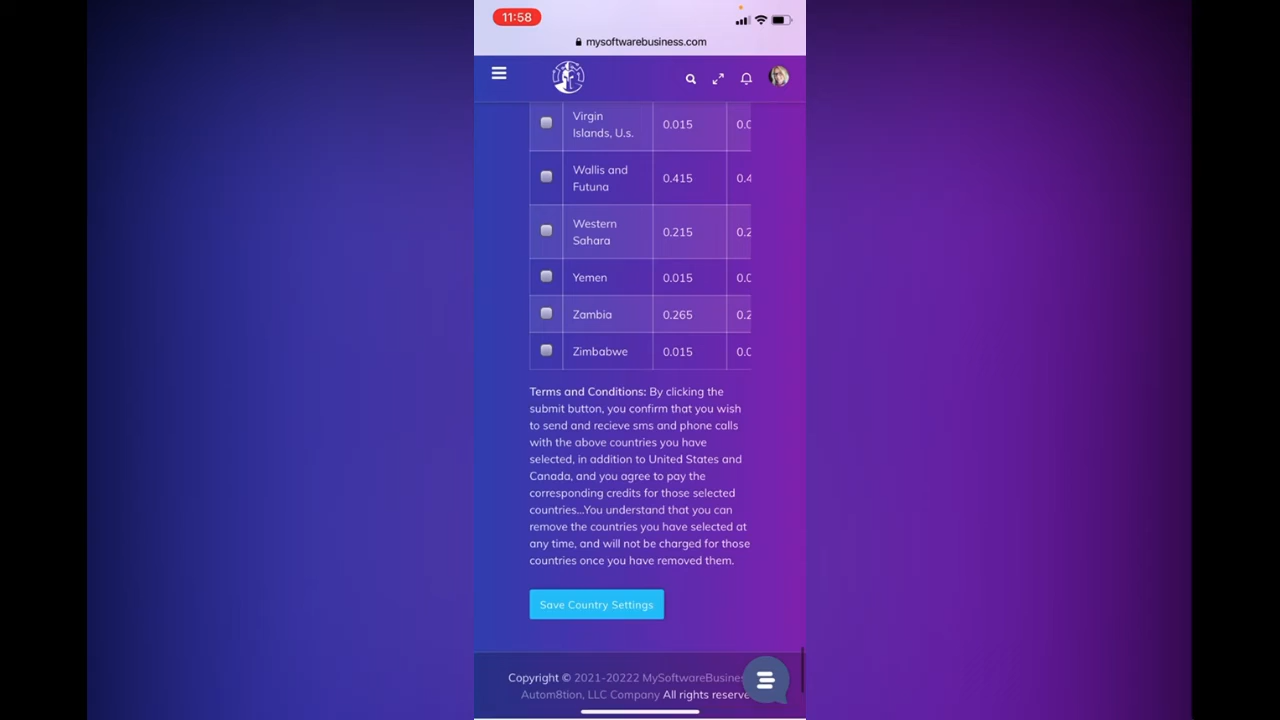 11:58
mysoftwarebusiness.com
Virgin 0.015
Islands, U.s.
Wallis and 0.415
Futuna
Western 0.215
Sahara
Yemen 0.015
Zambia 0.265
Zimbabwe 0.015
Terms and Conditions: By clicking the
submit button, you confirm that you wish
to send and recieve sms and phone calls
with the above countries you have
selected, in addition to United States and
Canada, and you agree to pay the
corresponding credits for those selected
countries...You understand that you can
remove the countries you have selected at
any time, and will not be charged for those
countries once you have removed them.
Save Country Settings
Copyright © 2021-20222 MySoftwareBusines
Autom8tion, LLC Company All rights reserve